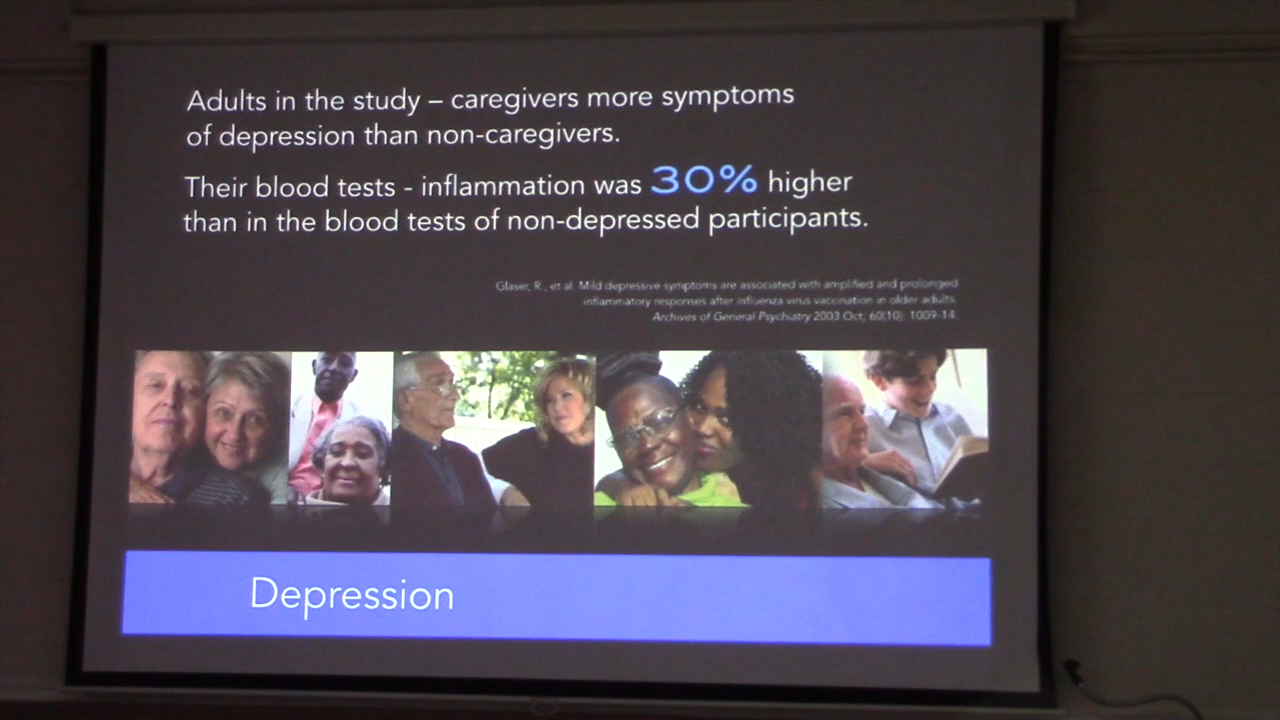 Adults in the study – caregivers more symptoms
of depression than non-caregivers.
Their blood tests - inflammation was 30% higher
than in the blood tests of non-depressed participants.
Glaser, R., et al. Mild depressive symptoms are associated with amplified and prolonged
inflammatory responses after influenza virus vaccination in older adults.
Archives of General Psychiatry 2003 Oct; 60(10): 1009-14.
Depression